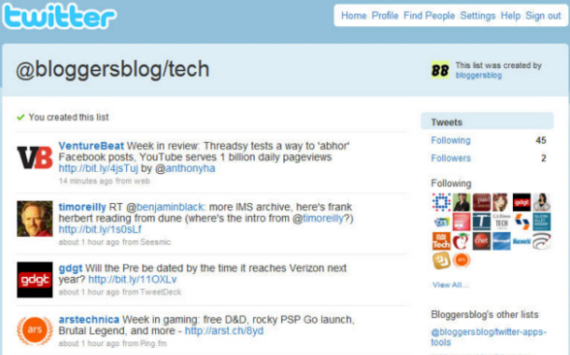 twitter
Home Profile Find People Settings Help Sign out
@bloggersblog/tech
88
This list was created by
bloggersblog
✓ You created this list
VB
VentureBeat Week in review: Threadsy tests a way to 'abhor'
Facebook posts, YouTube serves 1 billion daily pageviews
http://bit.ly/4jsTuj by @anthonyha
14 minutes ago from web
timoreilly RT @benjaminblack: more IMS archive, here's frank
herbert reading from dune (where's the intro from @timoreilly?)
http://bit.ly/1s0sLf
about 1 hour ago from Seesmic
gdgt
gdgt Will the Pre be dated by the time it reaches Verizon next
year? http://bit.ly/11OXLv
about 1 hour ago from TweetDeck
ars
arstechnica Week in gaming: free D&D, rocky PSP Go launch,
Brutal Legend, and more - http://arst.ch/8yd
about 1 hour ago from Ping.fm
Tweets
Following 45
Followers 2
Following
gdgt
T
TECH
Tech
cnet
ars
View All...
Bloggersblog's other lists
@bloggersblog/twitter-apps-
tools